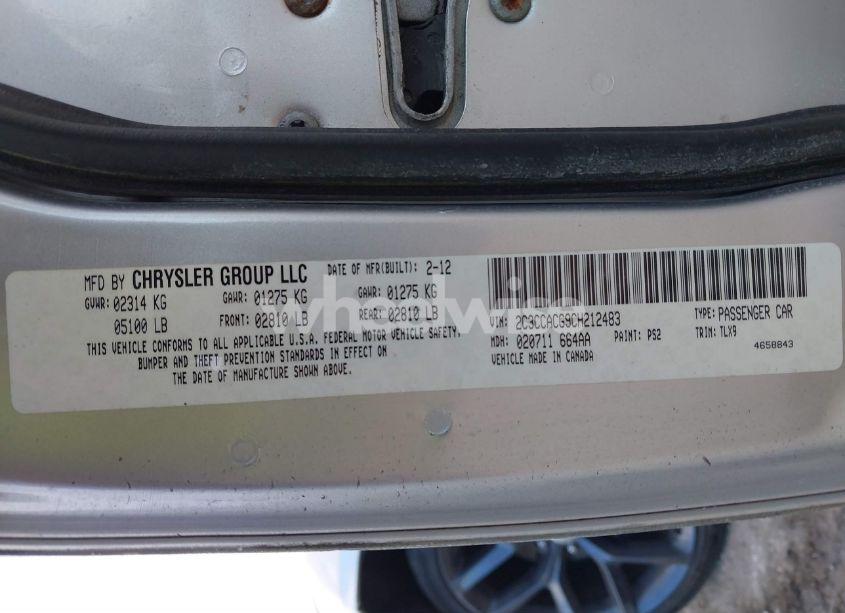 MFD BY CHRYSLER GROUP LLC DATE OF MFR(BUILT): 2-12
GVWR: 02314 KG GAWR: 01275 KG GAWR: 01275 KG
05100 LB FRONT: 02810 LB REAR: 02810 LB
THIS VEHICLE CONFORMS TO ALL APPLICABLE U.S.A. FEDERAL MOTOR VEHICLE SAFETY,
BUMPER AND THEFT PREVENTION STANDARDS IN EFFECT ON
THE DATE OF MANUFACTURE SHOWN ABOVE.
VIN: 2C3CCACG9CH212483 TYPE: PASSENGER CAR
MDH: 020711 664AA PAINT: PS2 TRIM: TLX9
VEHICLE MADE IN CANADA 4658843